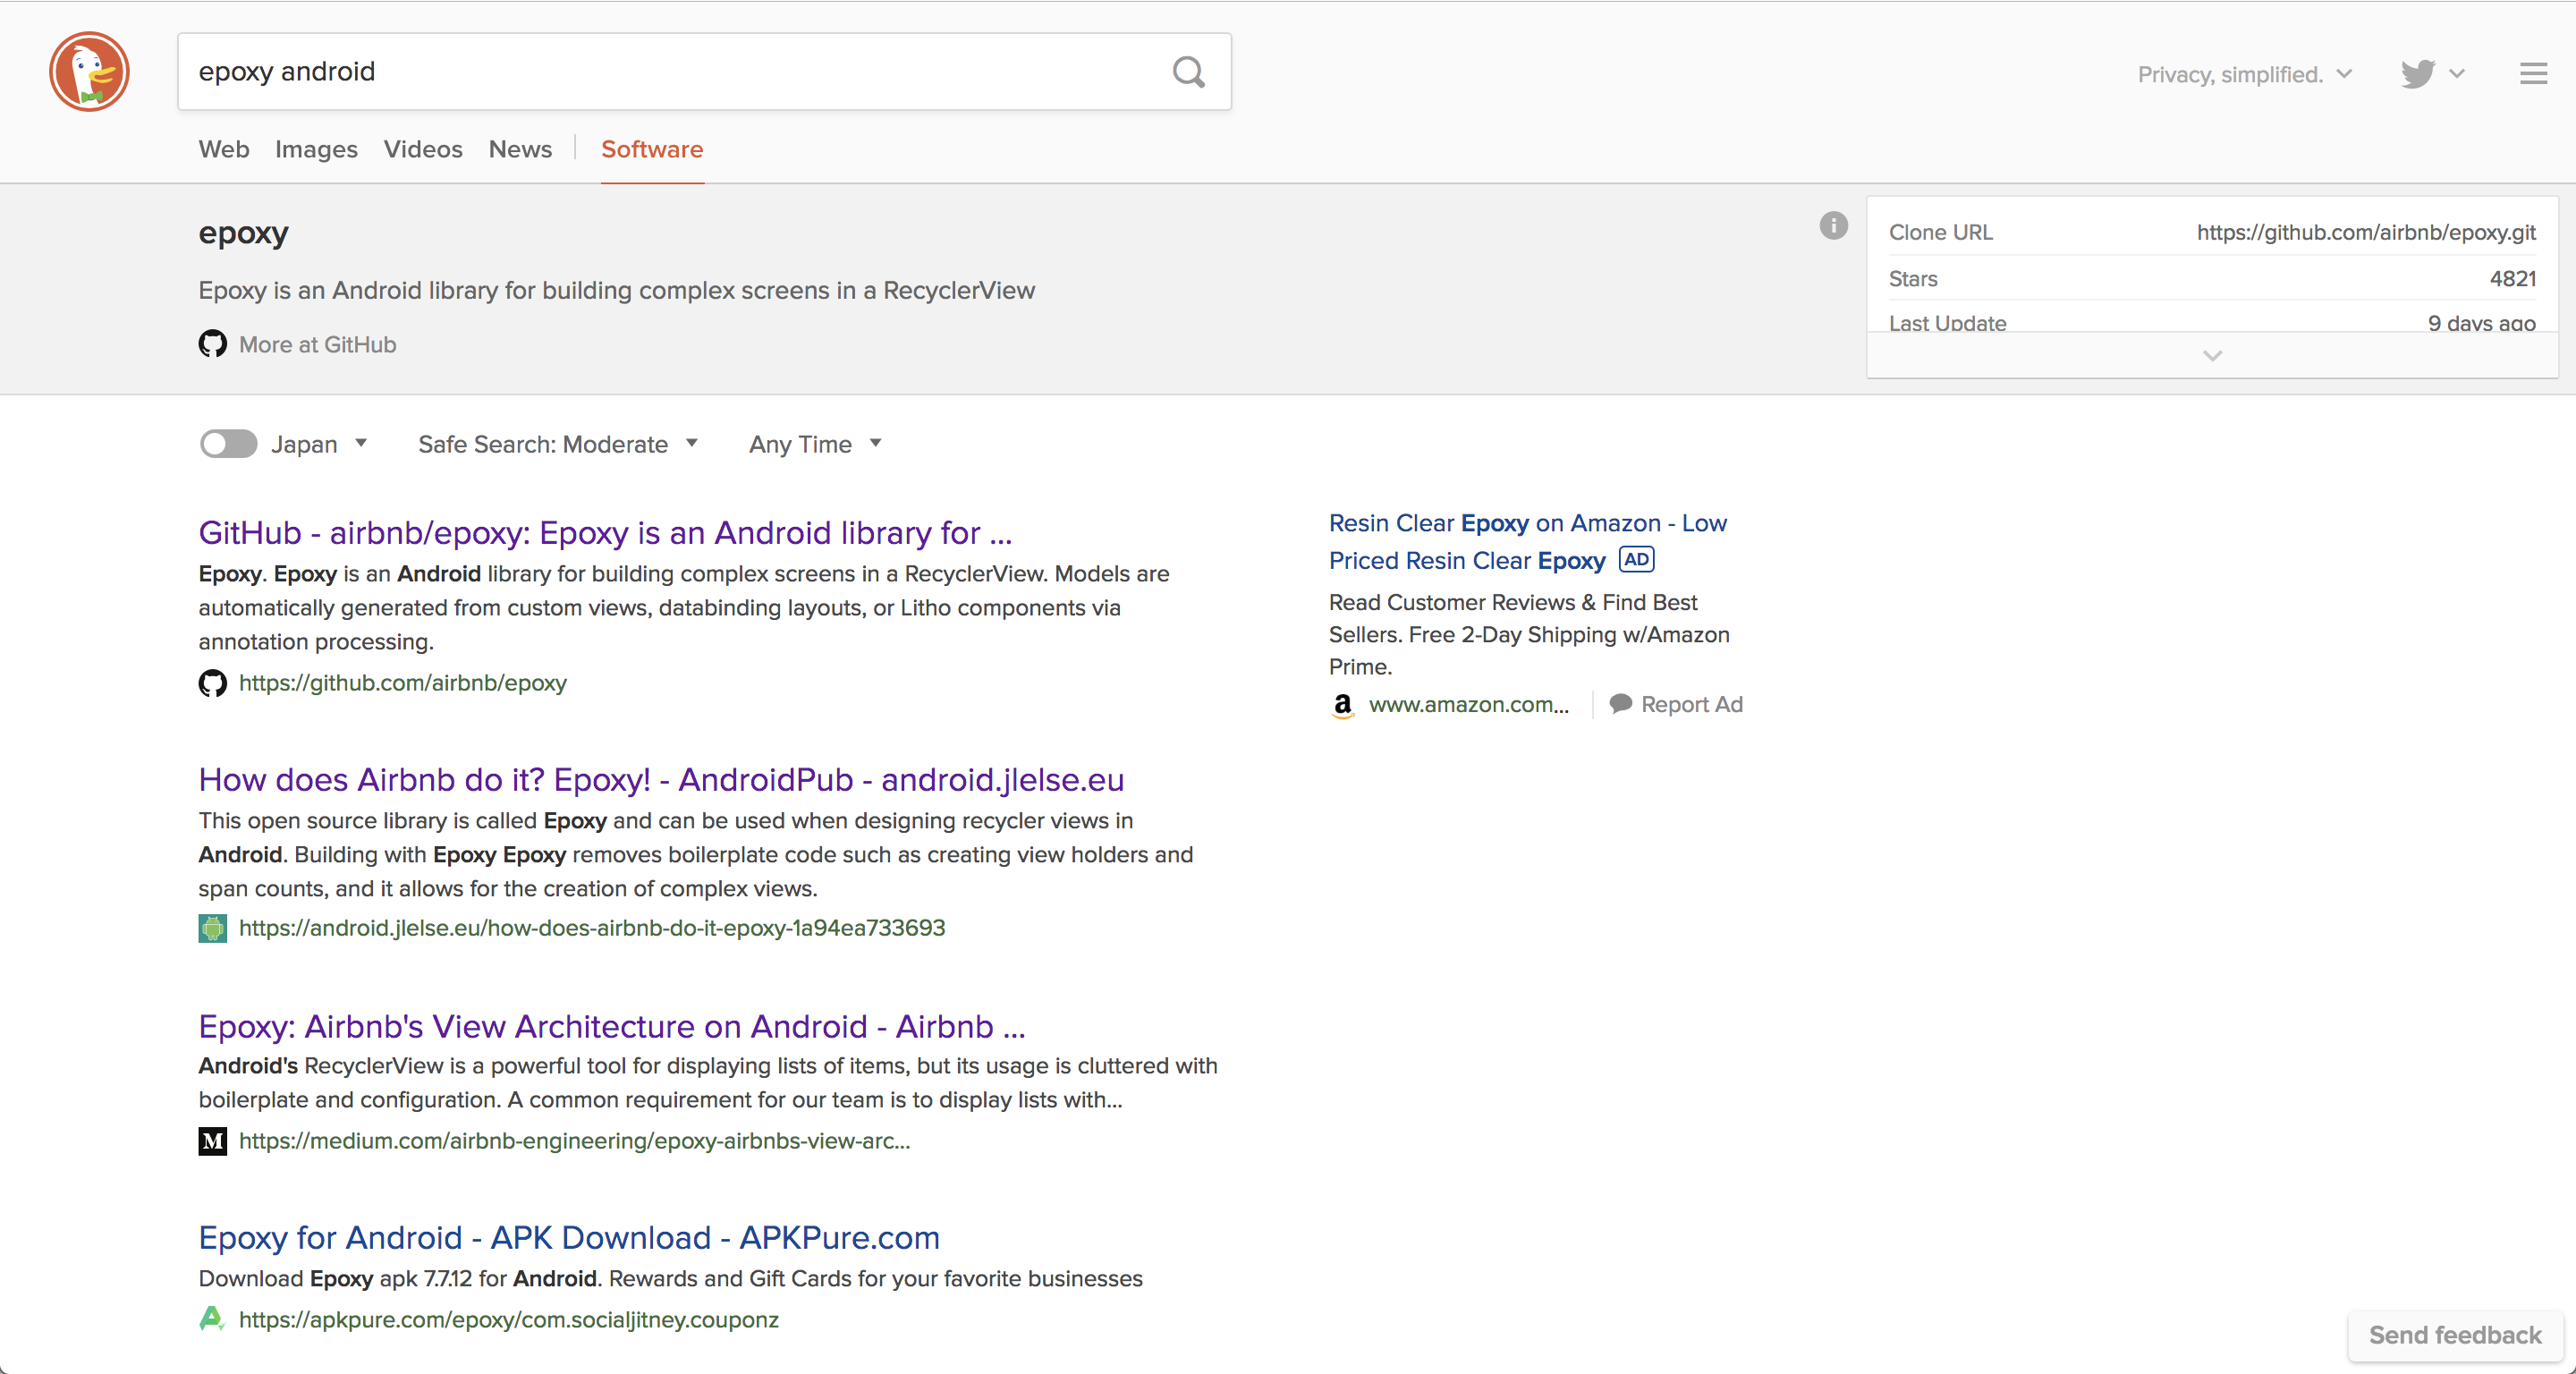 epoxy android
Privacy, simplified.
Web Images Videos News Software
epoxy
Epoxy is an Android library for building complex screens in a RecyclerView
More at GitHub
Clone URL https://github.com/airbnb/epoxy.git
Stars 4821
Last Update 9 days ago
Japan Safe Search: Moderate Any Time
GitHub - airbnb/epoxy: Epoxy is an Android library for ...
Epoxy. Epoxy is an Android library for building complex screens in a RecyclerView. Models are
automatically generated from custom views, databinding layouts, or Litho components via
annotation processing.
https://github.com/airbnb/epoxy
How does Airbnb do it? Epoxy! - AndroidPub - android.jlelse.eu
This open source library is called Epoxy and can be used when designing recycler views in
Android. Building with Epoxy Epoxy removes boilerplate code such as creating view holders and
span counts, and it allows for the creation of complex views.
https://android.jlelse.eu/how-does-airbnb-do-it-epoxy-1a94ea733693
Epoxy: Airbnb's View Architecture on Android - Airbnb ...
Android's RecyclerView is a powerful tool for displaying lists of items, but its usage is cluttered with
boilerplate and configuration. A common requirement for our team is to display lists with...
M https://medium.com/airbnb-engineering/epoxy-airbnbs-view-arc...
Epoxy for Android - APK Download - APKPure.com
Download Epoxy apk 7.7.12 for Android. Rewards and Gift Cards for your favorite businesses
https://apkpure.com/epoxy/com.socialjitney.couponz
Resin Clear Epoxy on Amazon - Low
Priced Resin Clear Epoxy AD
Read Customer Reviews & Find Best
Sellers. Free 2-Day Shipping w/Amazon
Prime.
a www.amazon.com... Report Ad
Send feedback